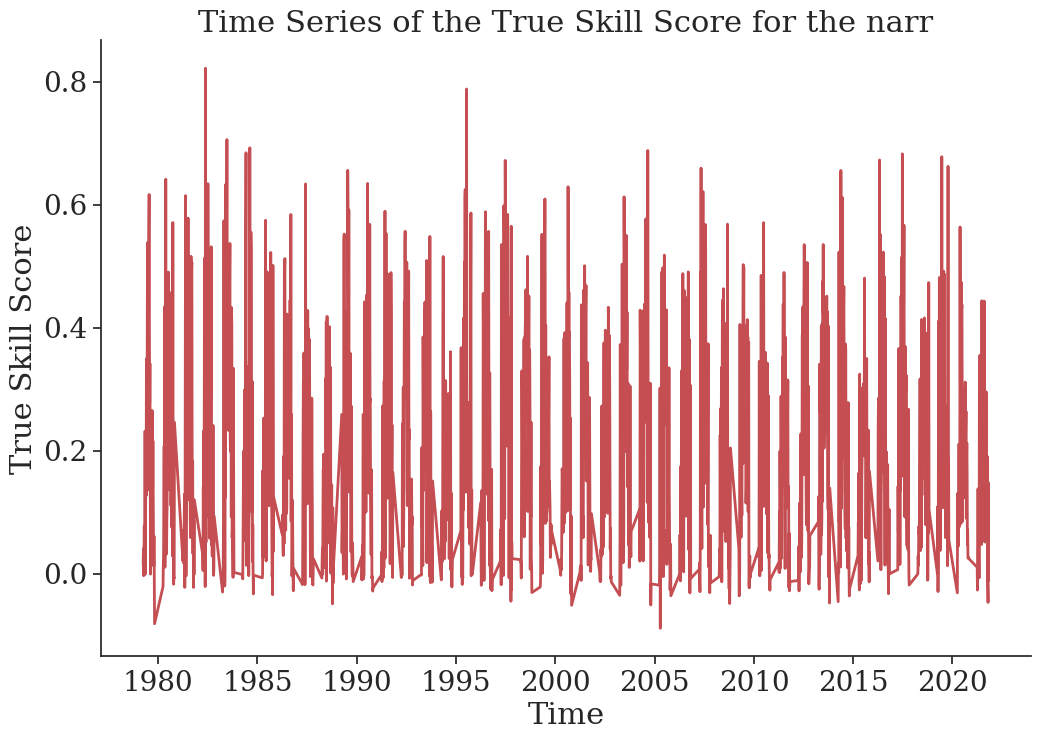 Time Series of the True Skill Score for the narr
True Skill Score
0.8
0.6
0.4
0.2
0.0
1980 1985 1990 1995 2000 2005 2010 2015 2020
Time